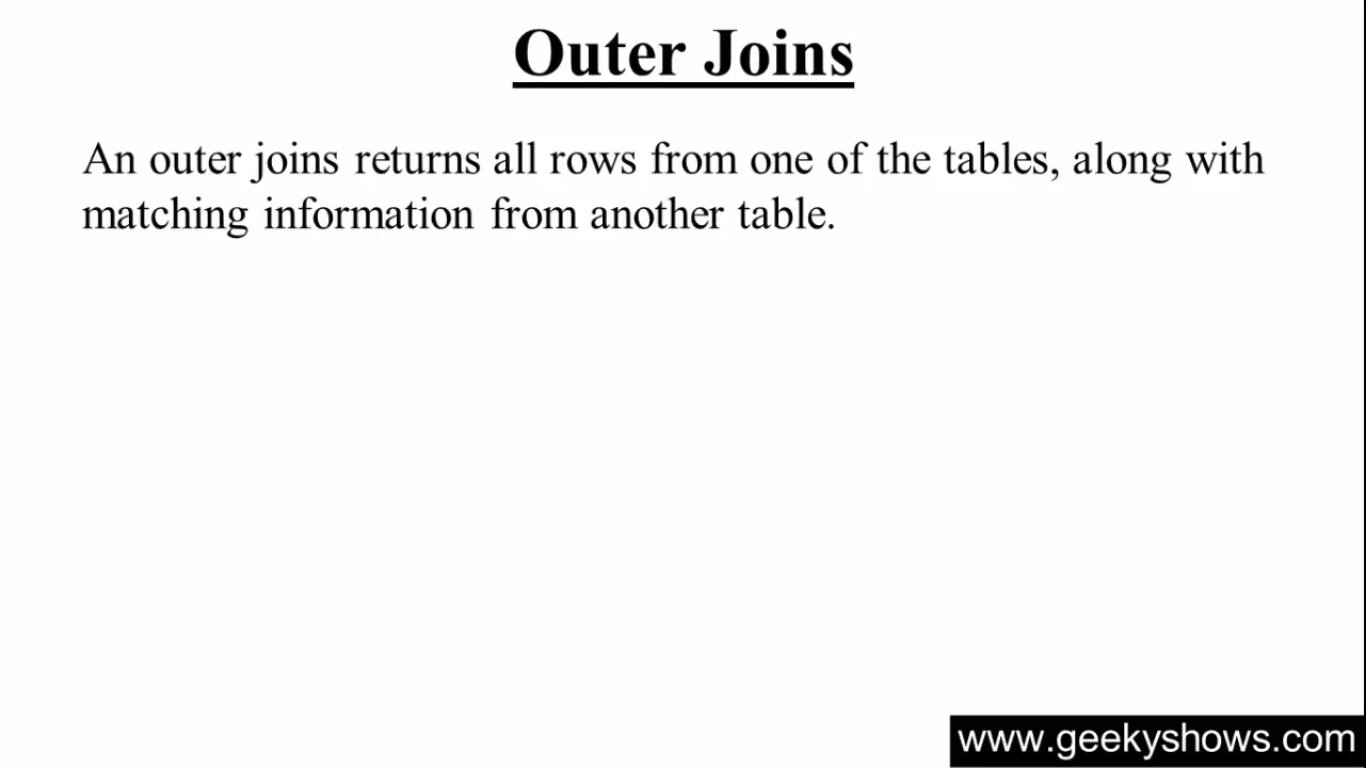 Outer Joins
An outer joins returns all rows from one of the tables, along with
matching information from another table.
www.geekyshows.com